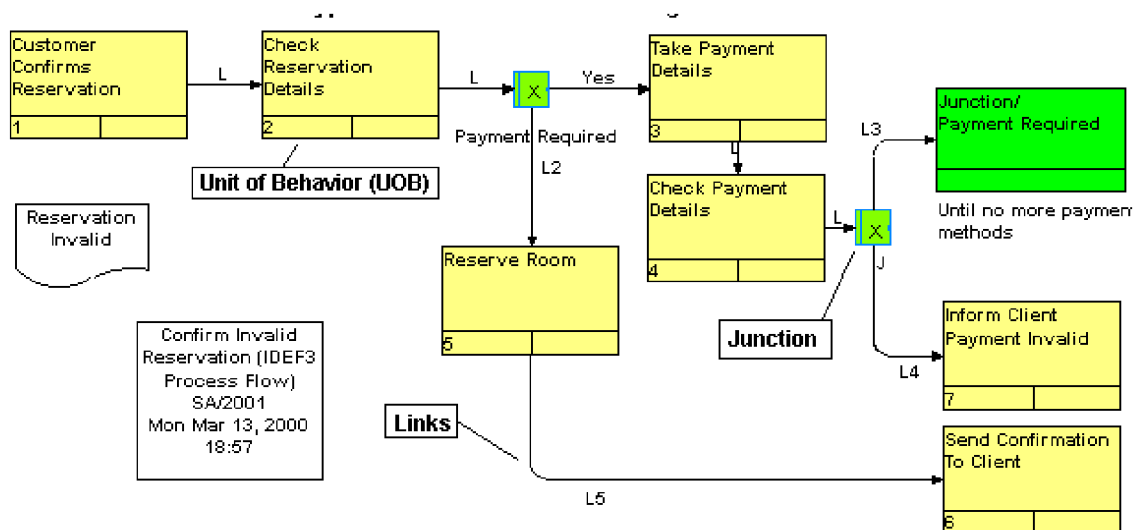 Customer
Confirms
Reservation
1
L
Check
Reservation
Details
2
L
X
Yes
Payment Required
L2
Take Payment
Details
3
L
Check Payment
Details
4
L
X
L3
Junction/
Payment Required
Until no more paymen
methods
J
L4
Inform Client
Payment Invalid
7
Unit of Behavior (UOB)
Reservation
Invalid
Reserve Room
5
Junction
Confirm Invalid
Reservation (IDEF3
Process Flow)
SA/2001
Mon Mar 13, 2000
18:57
Links
L5
Send Confirmation
To Client
6